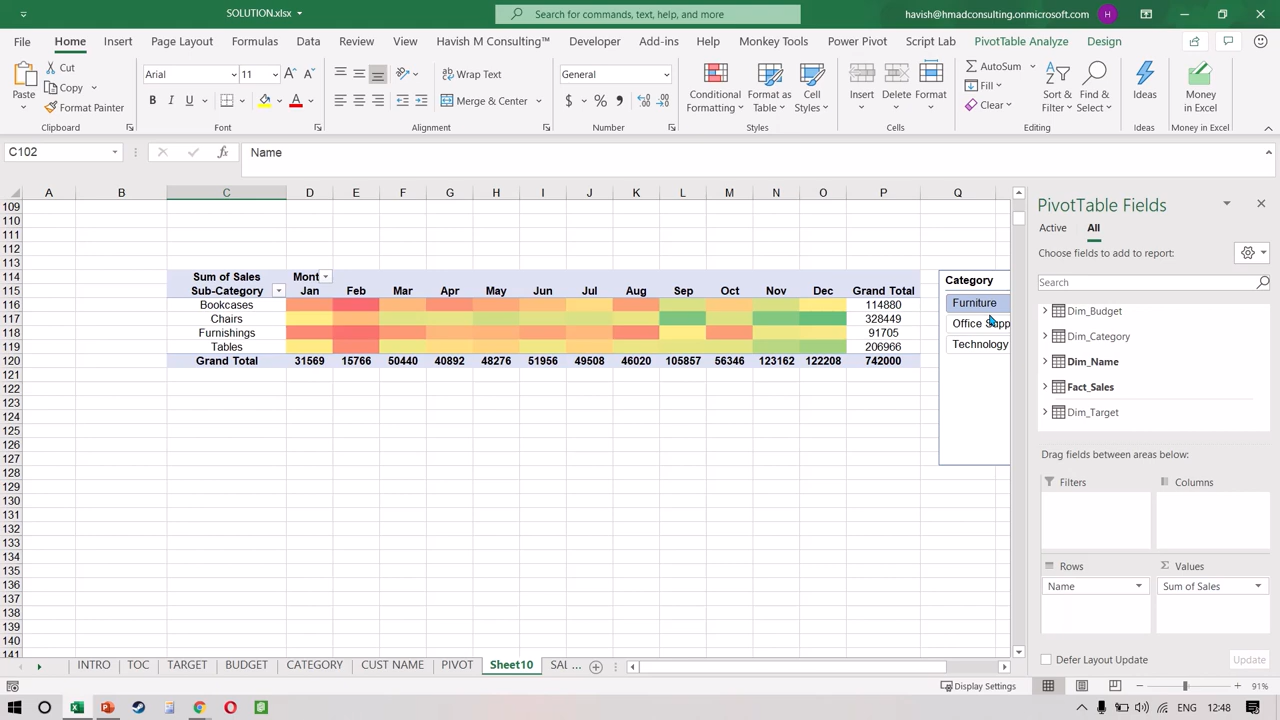 SOLUTION.xlsx
Search for commands, text, help, and more
havish@hmadconsulting.onmicrosoft.com
H
File Home Insert Page Layout Formulas Data Review View Havish M Consulting™ Developer Add-ins Help Monkey Tools Power Pivot Script Lab PivotTable Analyze Design
Paste
Cut
Copy
Format Painter
Clipboard
Arial 11
B I U
Font
Wrap Text
Merge & Center
Alignment
General
$ % ,
Number
Conditional Formatting
Format as Table
Cell Styles
Styles
Insert Delete Format
Cells
AutoSum
Fill
Clear
Sort & Filter
Find & Select
Editing
Ideas
Ideas
Money in Excel
Money in Excel
C102 fx Name
A B C D E F G H I J K L M N O P Q
109
110
111
112
113
114 Sum of Sales Mont Category
115 Sub-Category Jan Feb Mar Apr May Jun Jul Aug Sep Oct Nov Dec Grand Total
116 Bookcases 114880 Furniture
117 Chairs 328449 Office Supp
118 Furnishings 91705
119 Tables 206966 Technology
120 Grand Total 31569 15766 50440 40892 48276 51956 49508 46020 105857 56346 123162 122208 742000
121
122
123
124
125
126
127
128
129
130
131
132
133
134
135
136
137
138
139
140
141
PivotTable Fields
Active All
Choose fields to add to report:
Search
Dim_Budget
Dim_Category
Dim_Name
Fact_Sales
Dim_Target
Drag fields between areas below:
Filters Columns
Rows Σ Values
Name Sum of Sales
Defer Layout Update Update
INTRO TOC TARGET BUDGET CATEGORY CUST NAME PIVOT Sheet10 SAL ...
Display Settings 91%
ENG 12:48